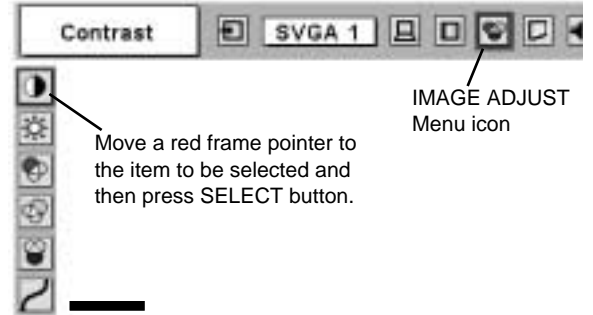 Contrast
SVGA 1
IMAGE ADJUST
Menu icon
Move a red frame pointer to
the item to be selected and
then press SELECT button.